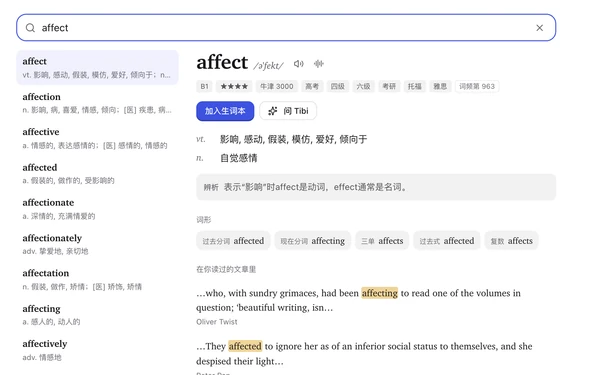 affect
affect
vt. 影响, 感动, 假装, 模仿, 爱好, 倾向于; n...
affection
n. 影响, 病, 喜爱, 情感, 倾向; [医] 疾患, 病...
affective
a. 情感的, 表达感情的; [医] 情感的, 情感的
affected
a. 假装的, 做作的, 受影响的
affectionate
a. 深情的, 充满情爱的
affectionately
adv. 挚爱地, 亲切地
affectation
n. 假装, 做作, 矫情; [医] 矫饰, 矫情
affecting
a. 感人的, 动人的
affectively
adv. 情感地
affect /ə'fekt/
B1 ★★★★ 牛津 3000 高考 四级 六级 考研 托福 雅思 词频第 963
加入生词本 问 Tibi
vt. 影响, 感动, 假装, 模仿, 爱好, 倾向于
n. 自觉感情
辨析 表示“影响”时affect是动词，effect通常是名词。
词形
过去分词 affected 现在分词 affecting 三单 affects 过去式 affected 复数 affects
在你读过的文章里
…who, with sundry grimaces, had been affecting to read one of the volumes in
question; 'beautiful writing, isn…
Oliver Twist
…They affected to ignore her as of an inferior social status to themselves, and she
despised their light…
Peter Pan